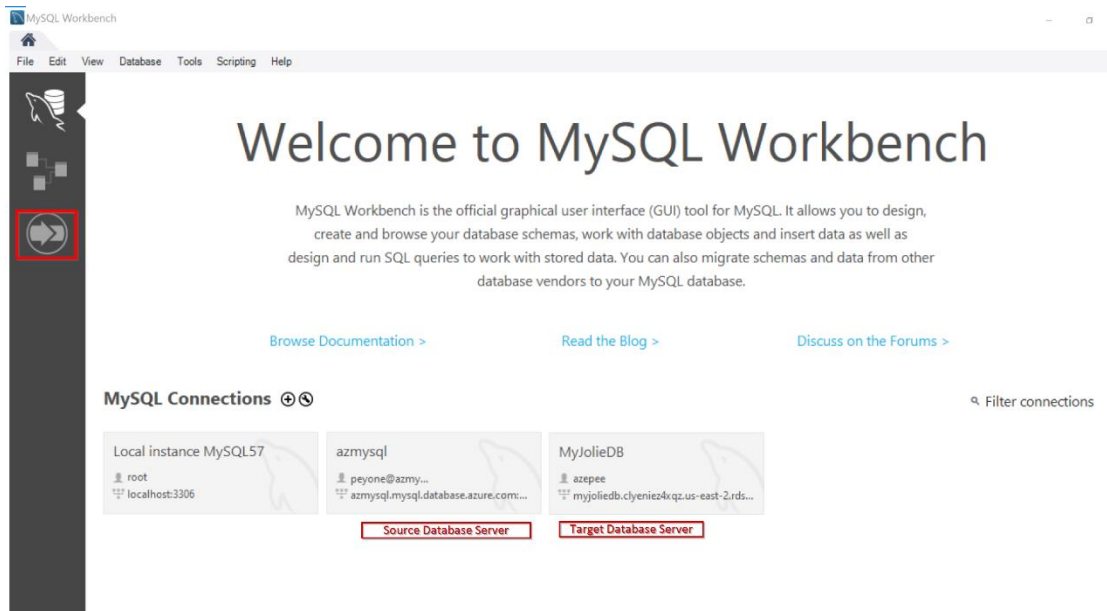 MySQL Workbench
File Edit View Database Tools Scripting Help
Welcome to MySQL Workbench
MySQL Workbench is the official graphical user interface (GUI) tool for MySQL. It allows you to design,
create and browse your database schemas, work with database objects and insert data as well as
design and run SQL queries to work with stored data. You can also migrate schemas and data from other
database vendors to your MySQL database.
Browse Documentation > Read the Blog > Discuss on the Forums >
MySQL Connections Filter connections
Local instance MySQL57
root
localhost:3306
azmysql
peyone@azmy...
azmysql.mysql.database.azure.com:...
MyJolieDB
azepee
myjoliedb.clyeniez4xqz.us-east-2.rds...
Source Database Server
Target Database Server